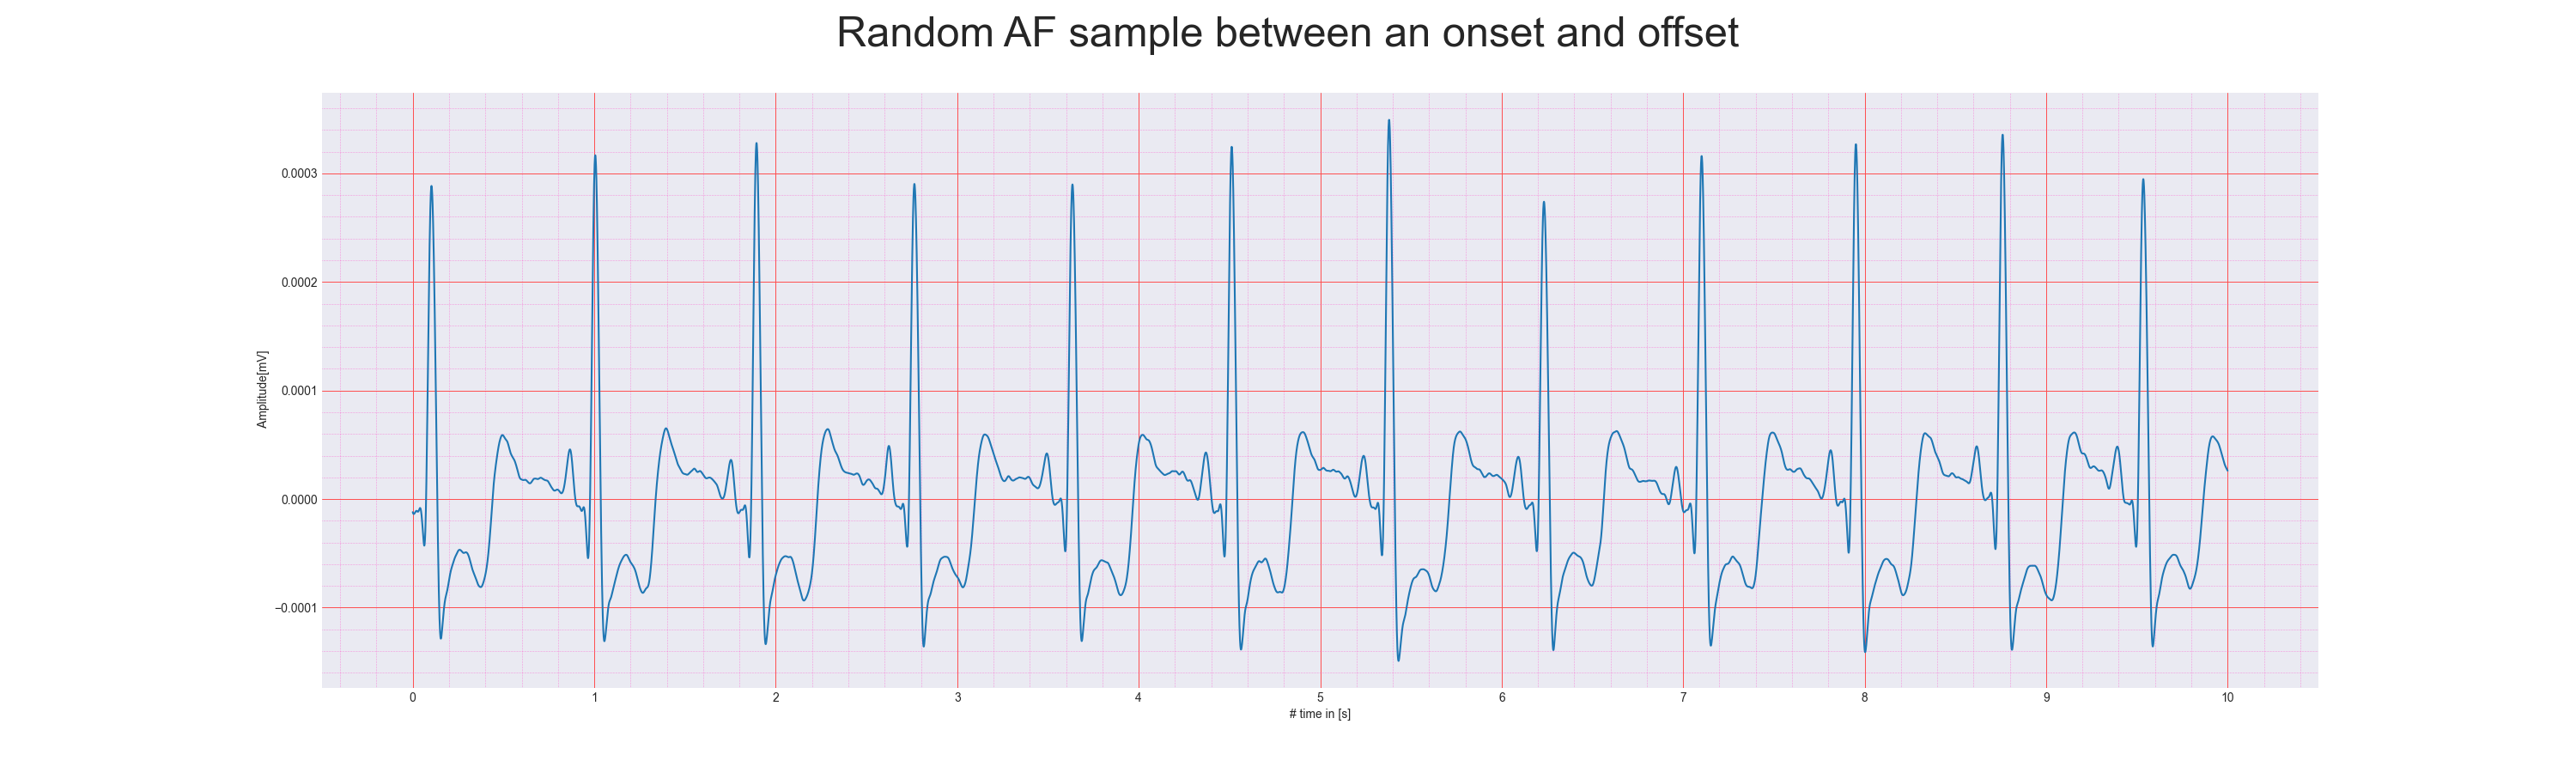 Random AF sample between an onset and offset
0.0003
0.0002
0.0001
0.0000
−0.0001
Amplitude[mV]
0 1 2 3 4 5 6 7 8 9 10
# time in [s]